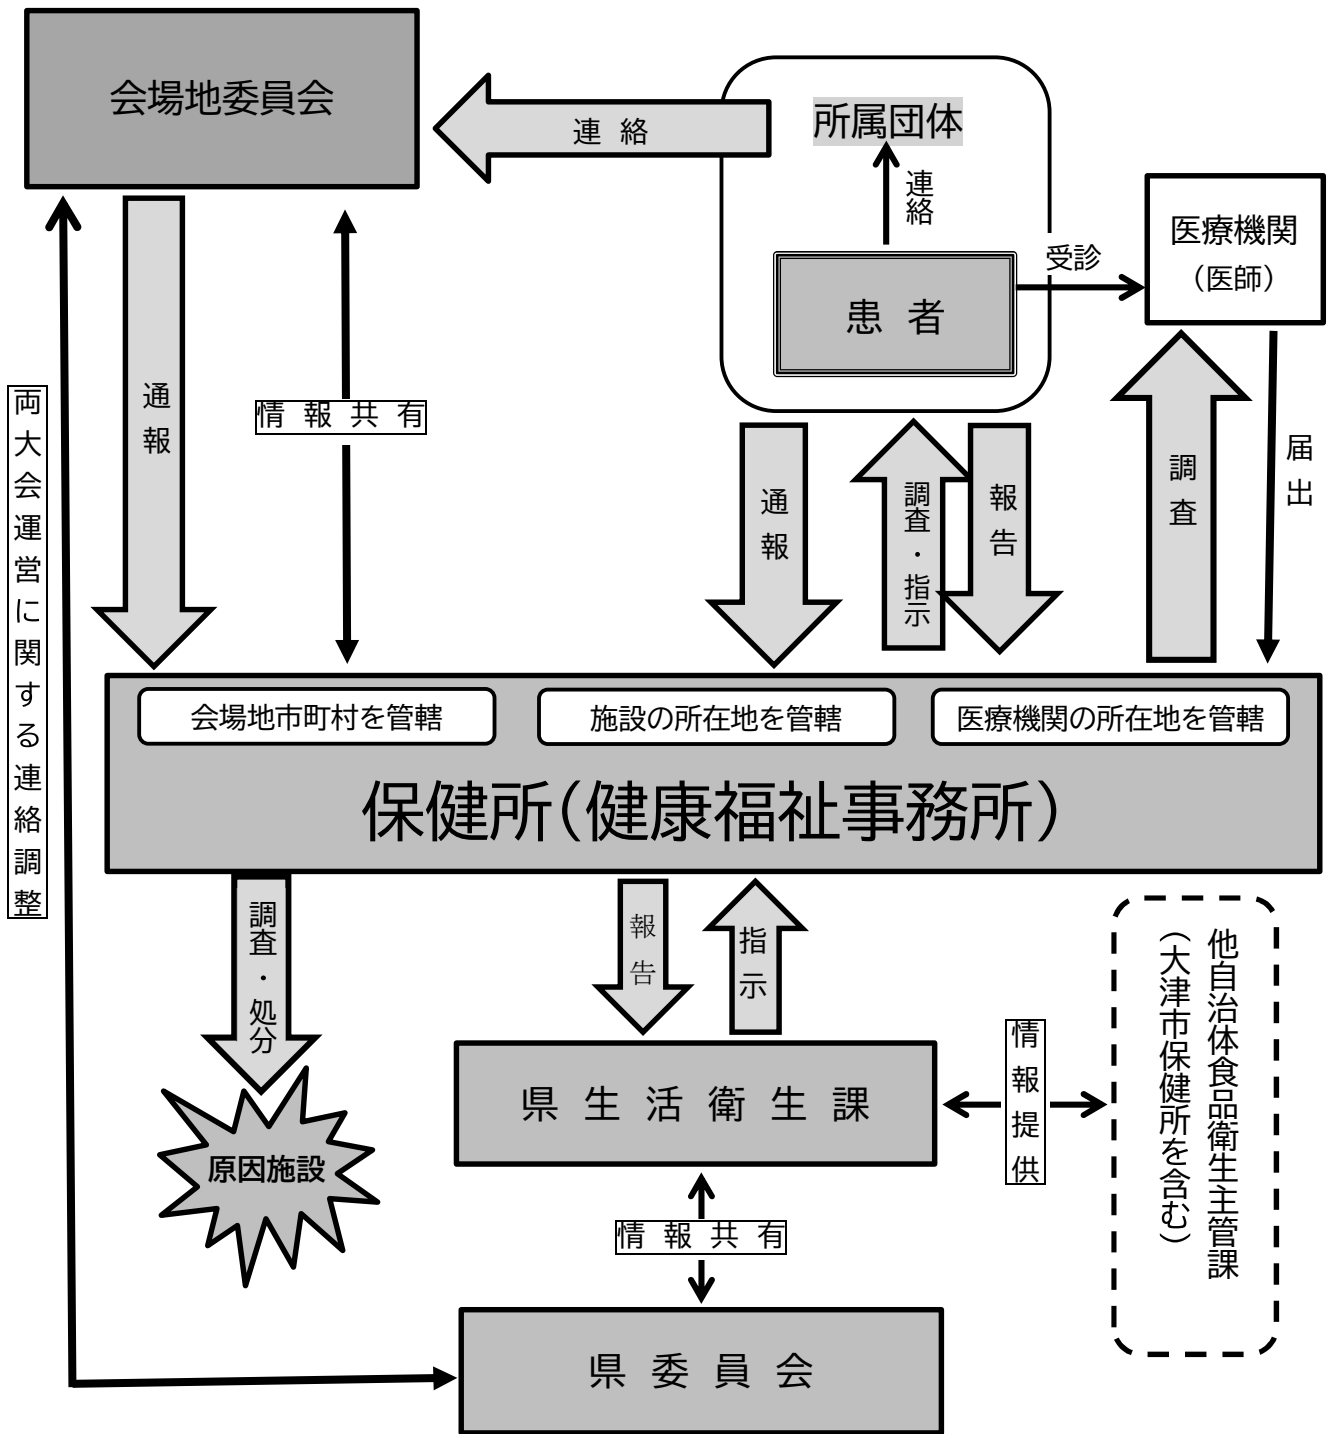 会場地委員会
連 絡
所属団体
連絡
患 者
受診
医療機関
（医師）
通報
情 報 共 有
両大会運営に関する連絡調整
通報
調査・指示
報告
調査
届出
会場地市町村を管轄
施設の所在地を管轄
医療機関の所在地を管轄
保健所（健康福祉事務所）
調査・処分
報告
指示
原因施設
県 生 活 衛 生 課
情報提供
他自治体食品衛生主管課
（大津市保健所を含む）
情 報 共 有
県 委 員 会